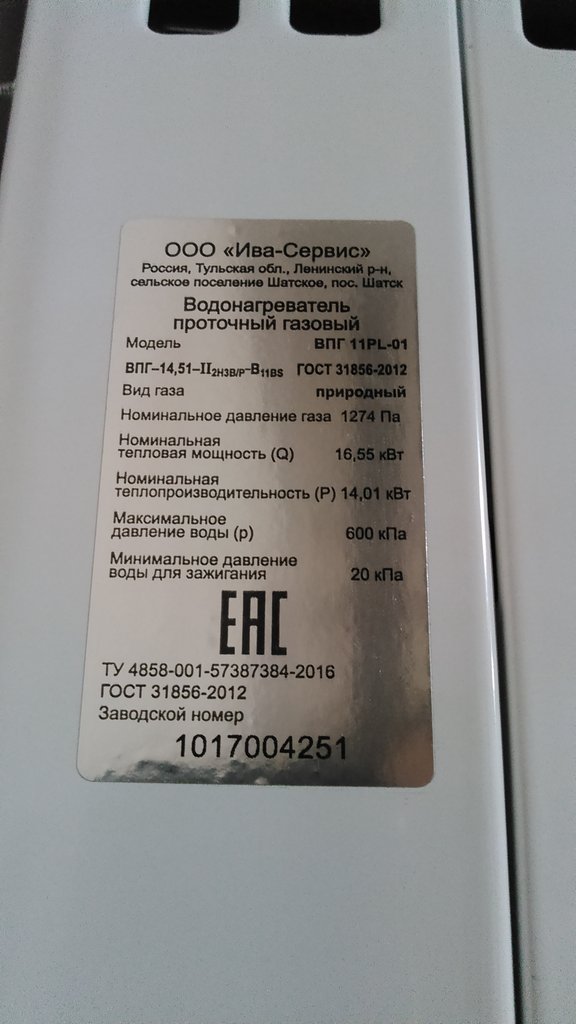 ООО «Ива-Сервис»
Россия, Тульская обл., Ленинский р-н,
сельское поселение Шатское, пос. Шатск
Водонагреватель
проточный газовый
Модель ВПГ 11PL-01
ВПГ–14,51–II2H3B/P-B11BS ГОСТ 31856-2012
Вид газа природный
Номинальное давление газа 1274 Па
Номинальная
тепловая мощность (Q) 16,55 кВт
Номинальная
теплопроизводительность (P) 14,01 кВт
Максимальное
давление воды (р) 600 кПа
Минимальное давление
воды для зажигания 20 кПа
EAC
ТУ 4858-001-57387384-2016
ГОСТ 31856-2012
Заводской номер
1017004251